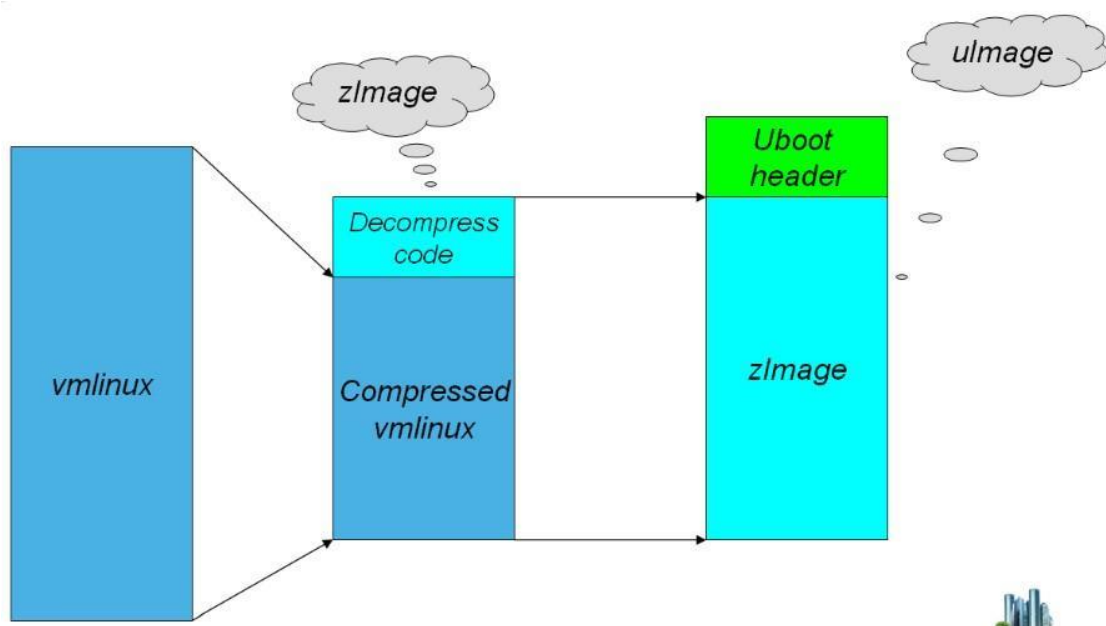 zImage
uImage
Uboot
header
Decompress
code
vmlinux
Compressed
vmlinux
zImage